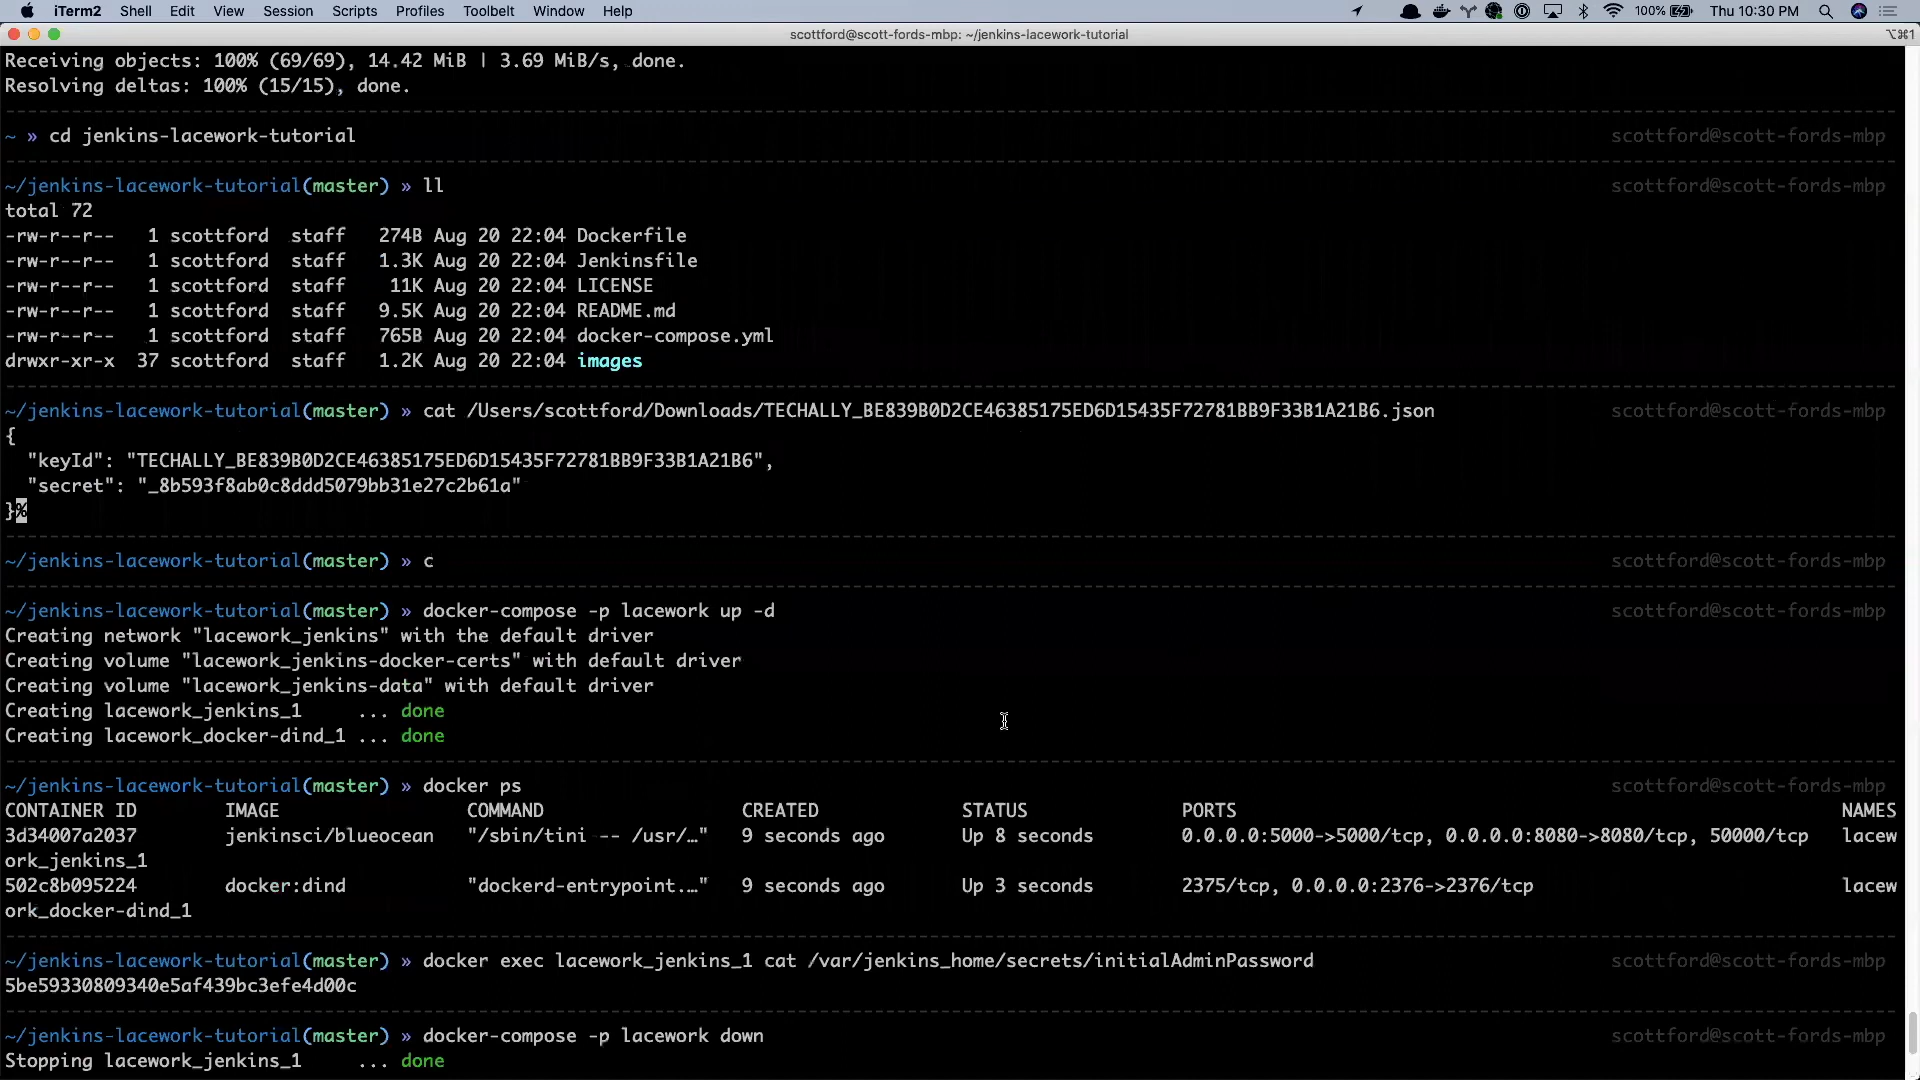 iTerm2 Shell Edit View Session Scripts Profiles Toolbelt Window Help 100% Thu 10:30 PM
scottford@scott-fords-mbp: ~/jenkins-lacework-tutorial ⌥⌘1
Receiving objects: 100% (69/69), 14.42 MiB | 3.69 MiB/s, done.
Resolving deltas: 100% (15/15), done.
~ » cd jenkins-lacework-tutorial scottford@scott-fords-mbp
~/jenkins-lacework-tutorial(master) » ll scottford@scott-fords-mbp
total 72
-rw-r--r-- 1 scottford staff 274B Aug 20 22:04 Dockerfile
-rw-r--r-- 1 scottford staff 1.3K Aug 20 22:04 Jenkinsfile
-rw-r--r-- 1 scottford staff 11K Aug 20 22:04 LICENSE
-rw-r--r-- 1 scottford staff 9.5K Aug 20 22:04 README.md
-rw-r--r-- 1 scottford staff 765B Aug 20 22:04 docker-compose.yml
drwxr-xr-x 37 scottford staff 1.2K Aug 20 22:04 images
~/jenkins-lacework-tutorial(master) » cat /Users/scottford/Downloads/TECHALLY_BE839B0D2CE46385175ED6D15435F72781BB9F33B1A21B6.json scottford@scott-fords-mbp
{
"keyId": "TECHALLY_BE839B0D2CE46385175ED6D15435F72781BB9F33B1A21B6",
"secret": "_8b593f8ab0c8ddd5079bb31e27c2b61a"
}%
~/jenkins-lacework-tutorial(master) » c scottford@scott-fords-mbp
~/jenkins-lacework-tutorial(master) » docker-compose -p lacework up -d scottford@scott-fords-mbp
Creating network "lacework_jenkins" with the default driver
Creating volume "lacework_jenkins-docker-certs" with default driver
Creating volume "lacework_jenkins-data" with default driver
Creating lacework_jenkins_1 ... done
Creating lacework_docker-dind_1 ... done
~/jenkins-lacework-tutorial(master) » docker ps scottford@scott-fords-mbp
CONTAINER ID IMAGE COMMAND CREATED STATUS PORTS NAMES
3d34007a2037 jenkinsci/blueocean "/sbin/tini -- /usr/…" 9 seconds ago Up 8 seconds 0.0.0.0:5000->5000/tcp, 0.0.0.0:8080->8080/tcp, 50000/tcp lacew
ork_jenkins_1
502c8b095224 docker:dind "dockerd-entrypoint.…" 9 seconds ago Up 3 seconds 2375/tcp, 0.0.0.0:2376->2376/tcp lacew
ork_docker-dind_1
~/jenkins-lacework-tutorial(master) » docker exec lacework_jenkins_1 cat /var/jenkins_home/secrets/initialAdminPassword scottford@scott-fords-mbp
5be59330809340e5af439bc3efe4d00c
~/jenkins-lacework-tutorial(master) » docker-compose -p lacework down scottford@scott-fords-mbp
Stopping lacework_jenkins_1 ... done